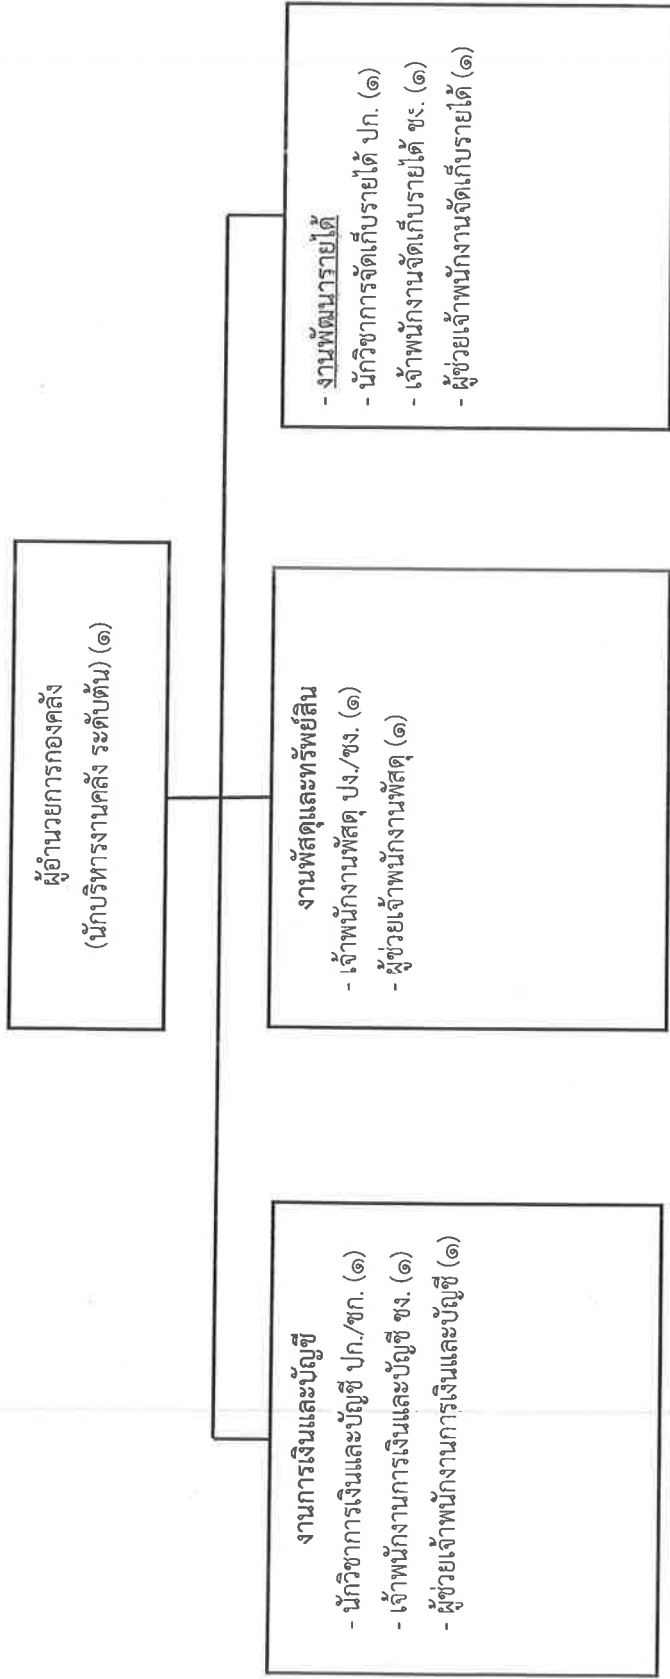 ผู้อำนวยการกองคลัง
(นักบริหารงานคลัง ระดับต้น) (๑)
งานการเงินและบัญชี
- นักวิชาการเงินและบัญชี ปก./ชก. (๑)
- เจ้าพนักงานการเงินและบัญชี ชง. (๑)
- ผู้ช่วยเจ้าพนักงานการเงินและบัญชี (๑)
งานพัสดุและทรัพย์สิน
- เจ้าพนักงานพัสดุ ปง./ชง. (๑)
- ผู้ช่วยเจ้าพนักงานพัสดุ (๑)
- งานพัฒนารายได้
- นักวิชาการจัดเก็บรายได้ ปก. (๑)
- เจ้าพนักงานจัดเก็บรายได้ ชง. (๑)
- ผู้ช่วยเจ้าพนักงานจัดเก็บรายได้ (๑)